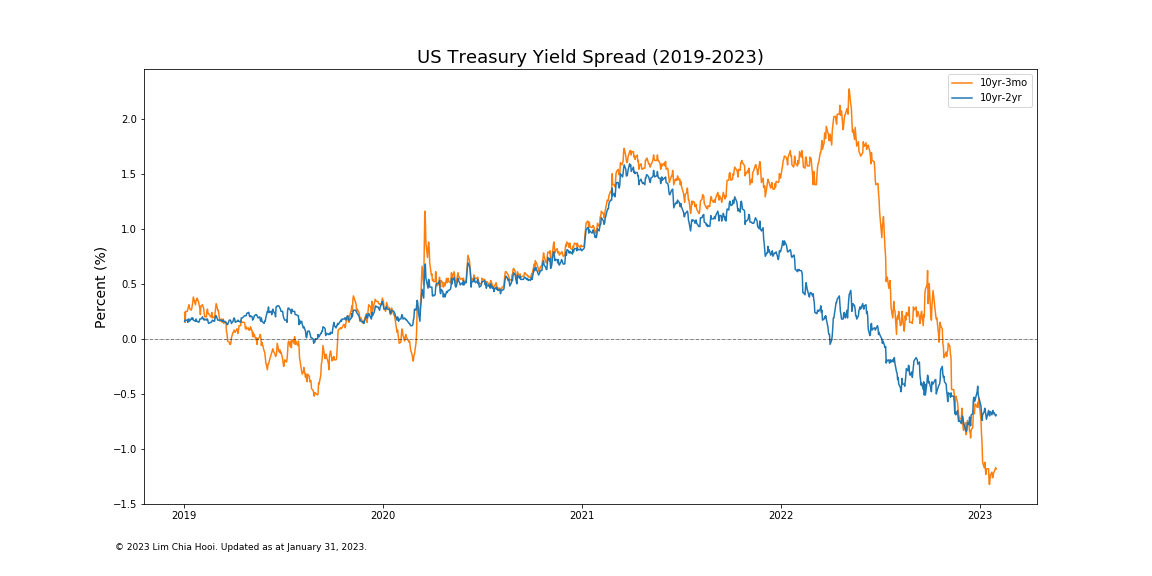 US Treasury Yield Spread (2019-2023)
10yr-3mo
10yr-2yr
Percent (%)
2.0
1.5
1.0
0.5
0.0
−0.5
−1.0
−1.5
2019 2020 2021 2022 2023
© 2023 Lim Chia Hooi. Updated as at January 31, 2023.